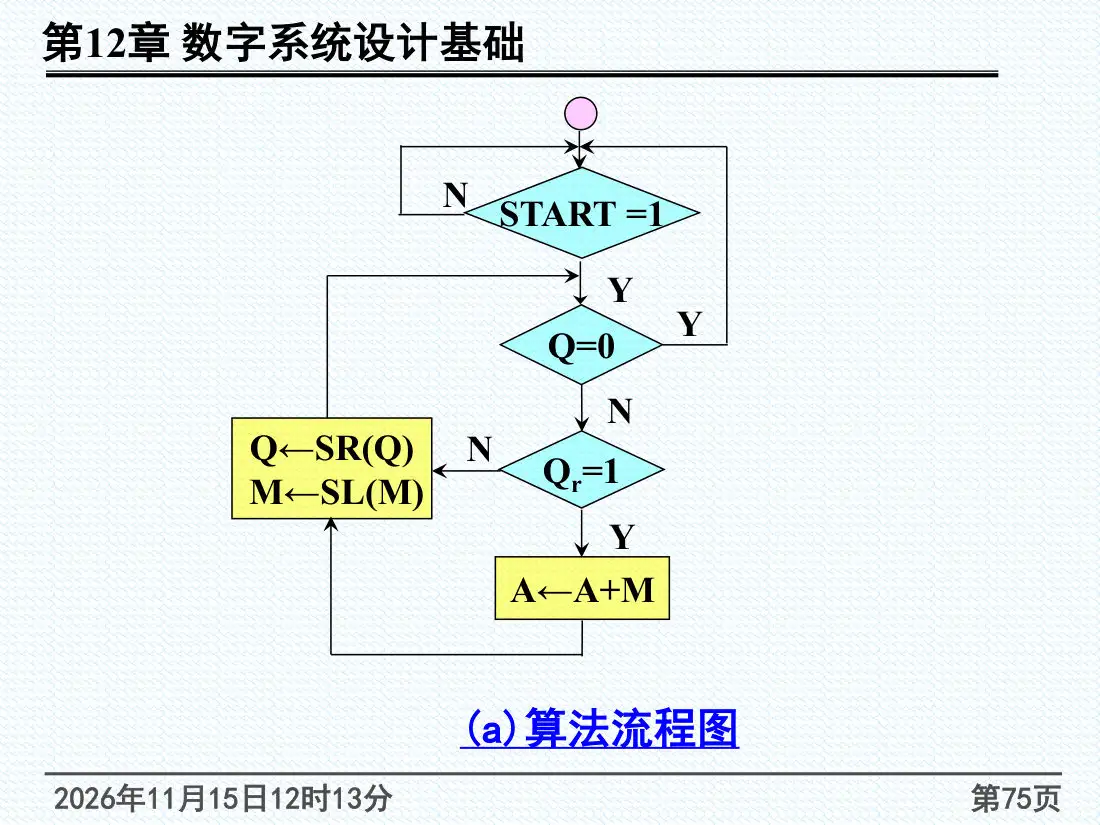 第12章 数字系统设计基础
N
START =1
Y
Q=0
Y
N
Q←SR(Q)
M←SL(M)
N
Qr=1
Y
A←A+M
(a)算法流程图
2026年11月15日12时13分
第75页